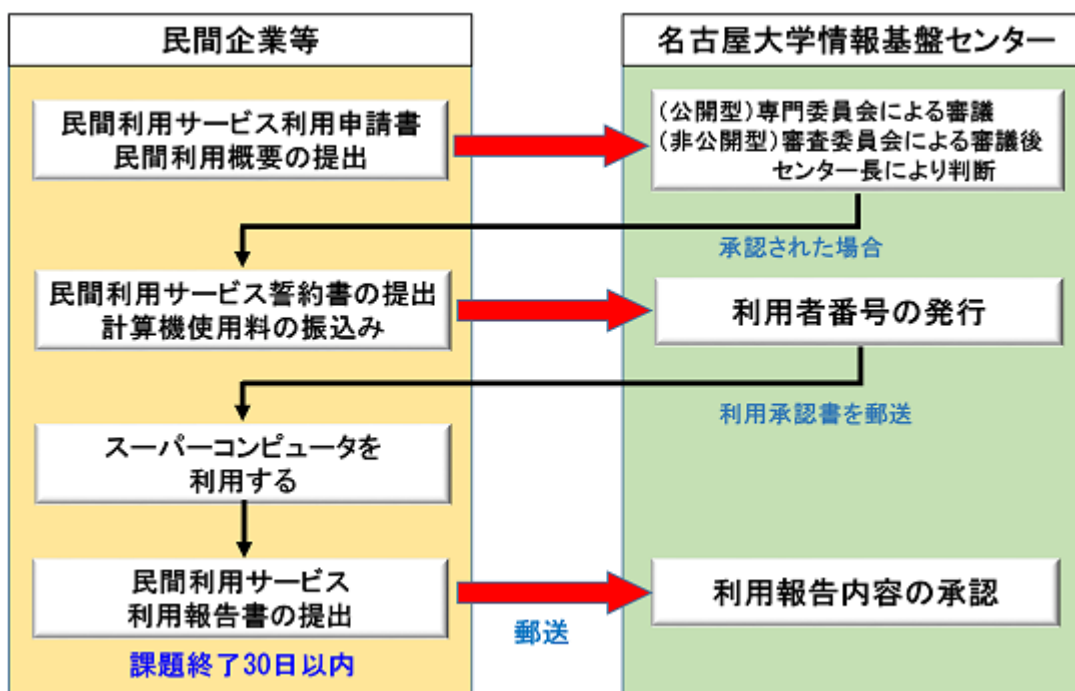 民間企業等
名古屋大学情報基盤センター
民間利用サービス利用申請書
民間利用概要の提出
(公開型)専門委員会による審議
(非公開型)審査委員会による審議後
センター長により判断
承認された場合
民間利用サービス誓約書の提出
計算機使用料の振込み
利用者番号の発行
利用承認書を郵送
スーパーコンピュータを
利用する
民間利用サービス
利用報告書の提出
郵送
利用報告内容の承認
課題終了30日以内